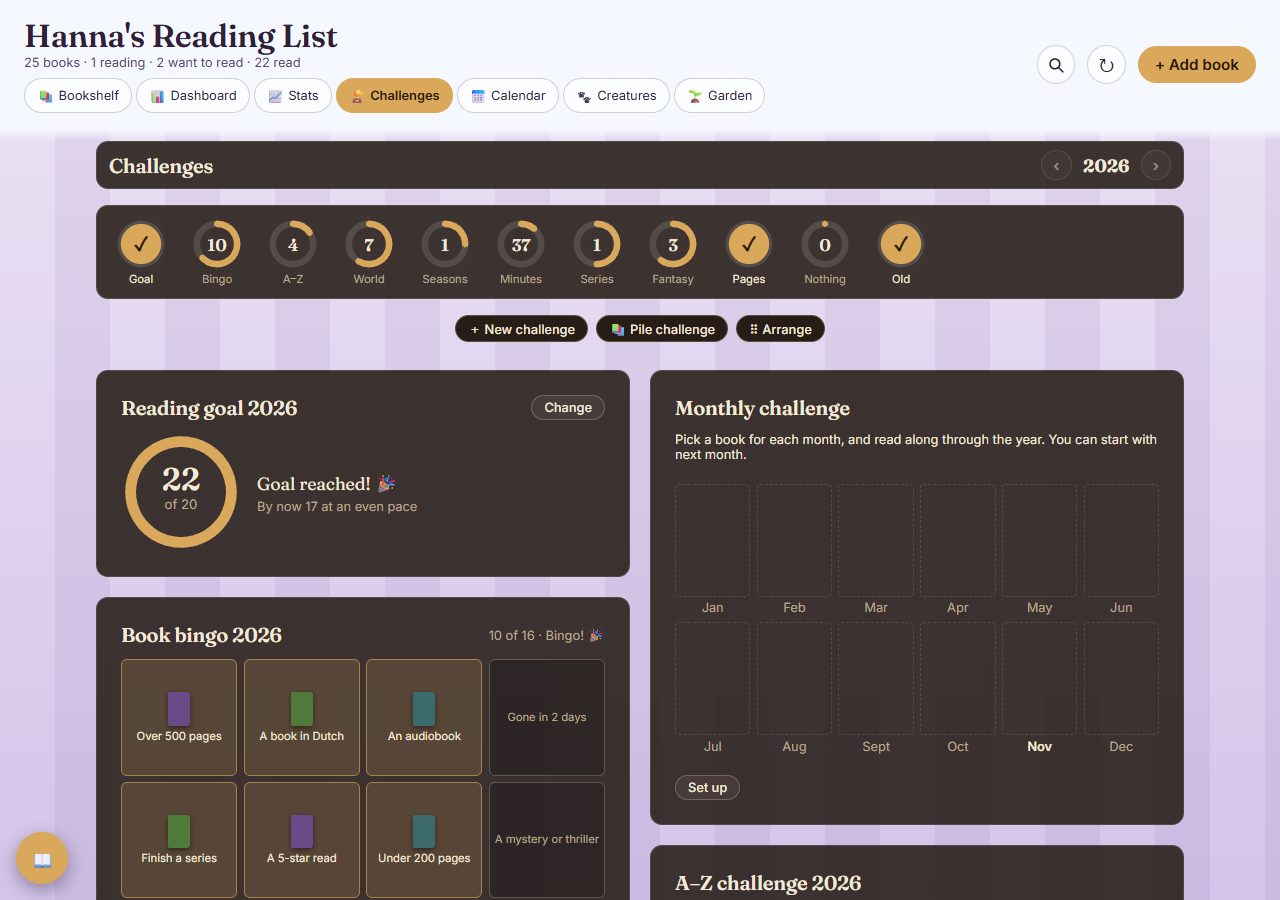 Hanna's Reading List
25 books · 1 reading · 2 want to read · 22 read
Bookshelf
Dashboard
Stats
Challenges
Calendar
Creatures
Garden
+ Add book
Challenges
2026
Goal
10
Bingo
4
A–Z
7
World
1
Seasons
37
Minutes
1
Series
3
Fantasy
Pages
0
Nothing
Old
+ New challenge
Pile challenge
Arrange
Reading goal 2026
Change
22
of 20
Goal reached!
By now 17 at an even pace
Monthly challenge
Pick a book for each month, and read along through the year. You can start with
next month.
Jan
Feb
Mar
Apr
May
Jun
Jul
Aug
Sept
Oct
Nov
Dec
Set up
Book bingo 2026
10 of 16 · Bingo!
Over 500 pages
A book in Dutch
An audiobook
Gone in 2 days
Finish a series
A 5-star read
Under 200 pages
A mystery or thriller
A–Z challenge 2026